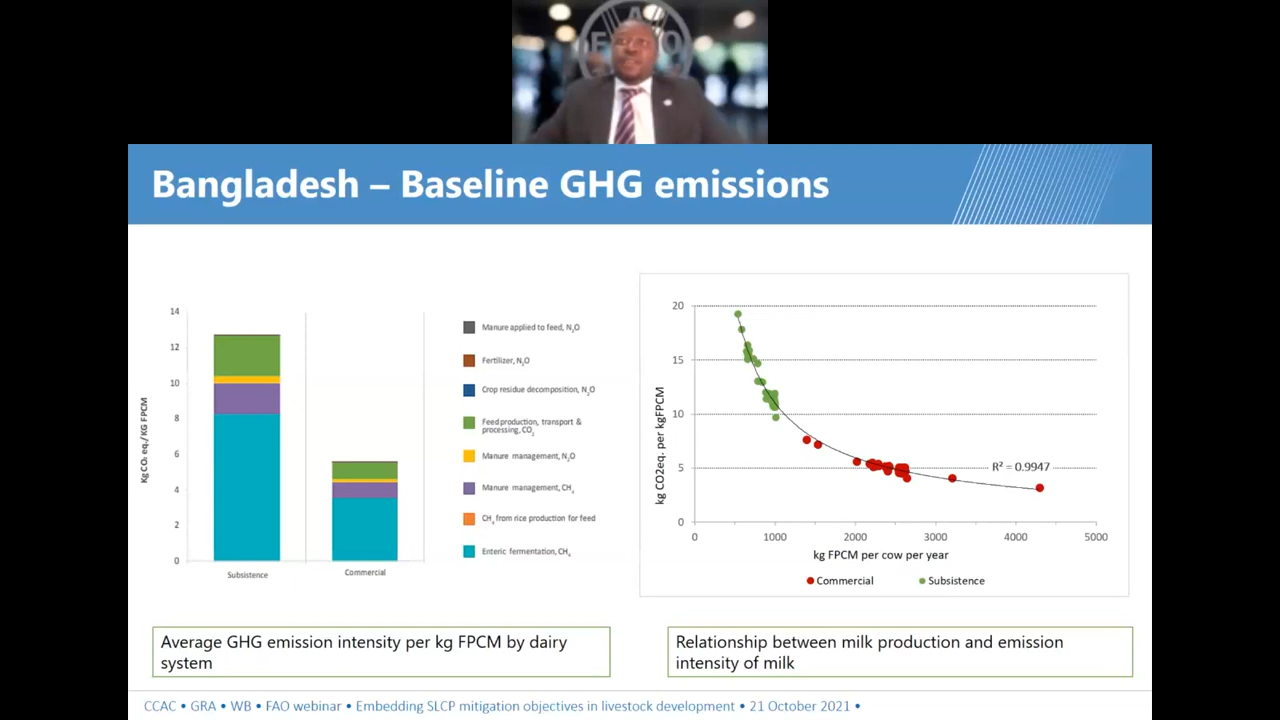 FAO
Bangladesh – Baseline GHG emissions
14
12
10
8
6
4
2
0
Kg CO₂ eq./KG FPCM
Subsistence
Commercial
Manure applied to feed, N₂O
Fertilizer, N₂O
Crop residue decomposition, N₂O
Feed production, transport &
processing, CO₂
Manure management, N₂O
Manure management, CH₄
CH₄ from rice production for feed
Enteric fermentation, CH₄
20
15
10
5
0
kg CO2eq. per kgFPCM
R² = 0.9947
0
1000
2000
3000
4000
5000
kg FPCM per cow per year
Commercial
Subsistence
Average GHG emission intensity per kg FPCM by dairy
system
Relationship between milk production and emission
intensity of milk
CCAC • GRA • WB • FAO webinar • Embedding SLCP mitigation objectives in livestock development • 21 October 2021 •